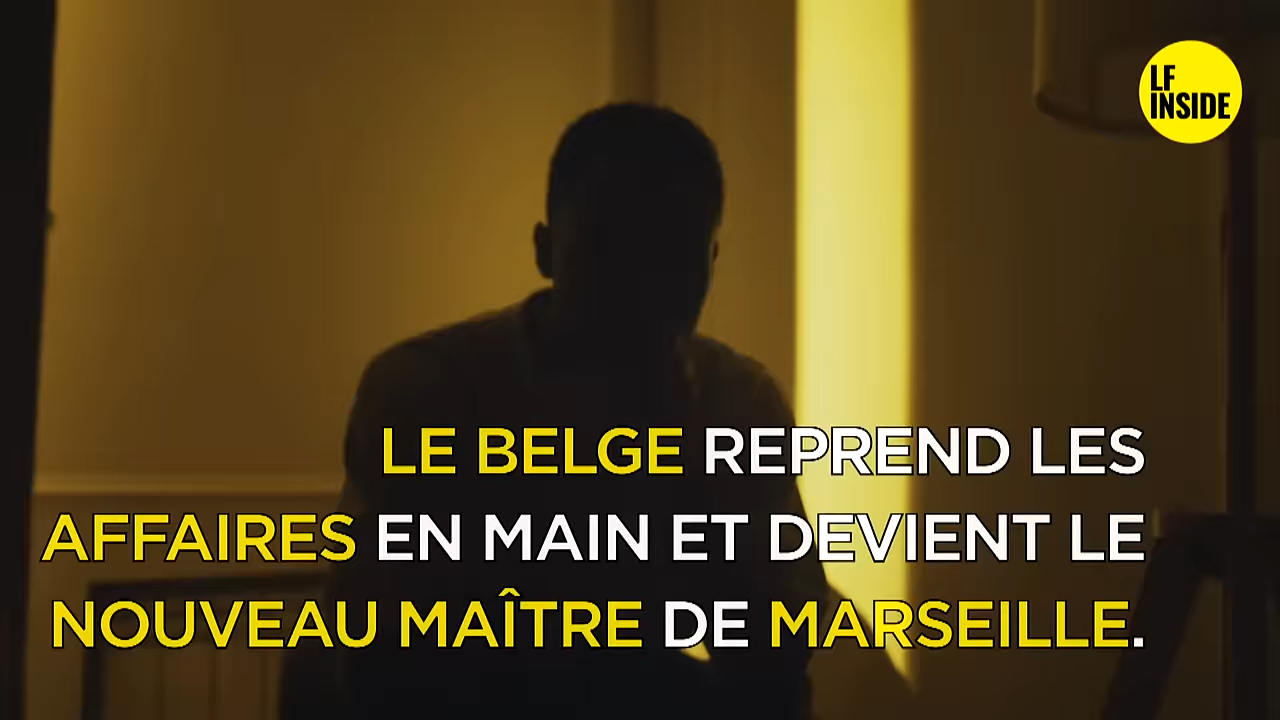 LF
INSIDE
LE BELGE REPREND LES
AFFAIRES EN MAIN ET DEVIENT LE
NOUVEAU MAÎTRE DE MARSEILLE.